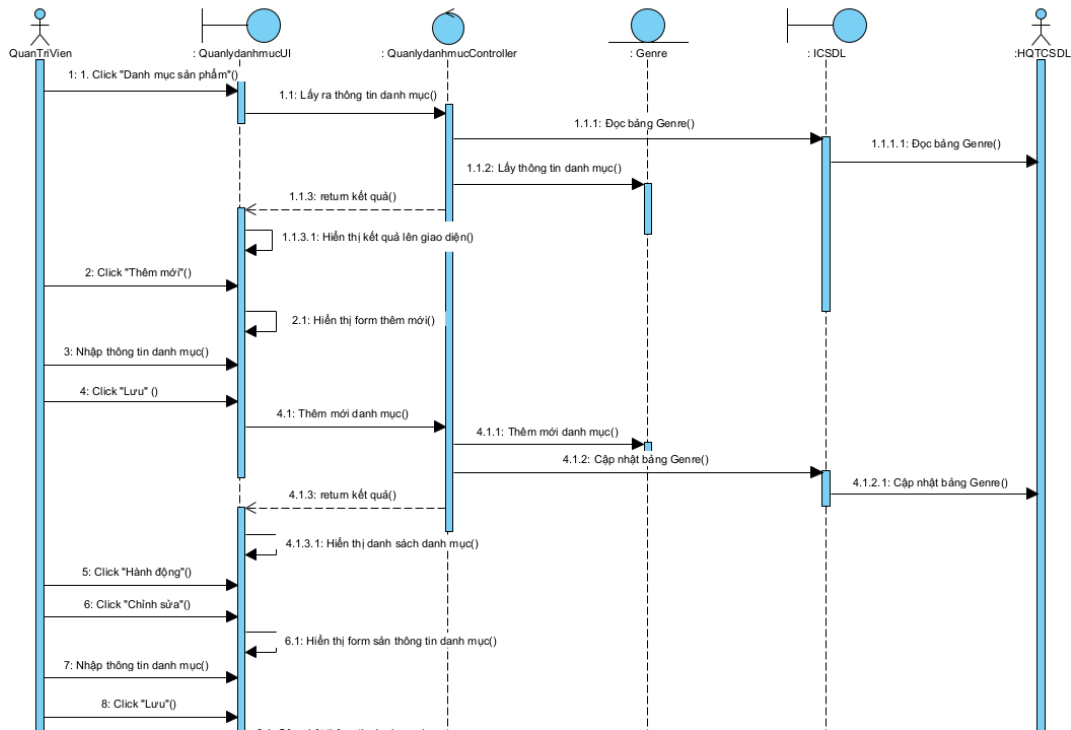 QuanTriVien
: QuanlydanhmucUI
: QuanlydanhmucController
: Genre
: ICSDL
:HQTCSDL
1: 1. Click "Danh mục sản phẩm"()
1.1: Lấy ra thông tin danh mục()
1.1.1: Đọc bảng Genre()
1.1.1.1: Đọc bảng Genre()
1.1.2: Lấy thông tin danh mục()
1.1.3: return kết quả()
1.1.3.1: Hiển thị kết quả lên giao diện()
2: Click "Thêm mới"()
2.1: Hiển thị form thêm mới()
3: Nhập thông tin danh mục()
4: Click "Lưu" ()
4.1: Thêm mới danh mục()
4.1.1: Thêm mới danh mục()
4.1.2: Cập nhật bảng Genre()
4.1.2.1: Cập nhật bảng Genre()
4.1.3: return kết quả()
4.1.3.1: Hiển thị danh sách danh mục()
5: Click "Hành động"()
6: Click "Chỉnh sửa"()
6.1: Hiển thị form sản thông tin danh mục()
7: Nhập thông tin danh mục()
8: Click "Lưu"()